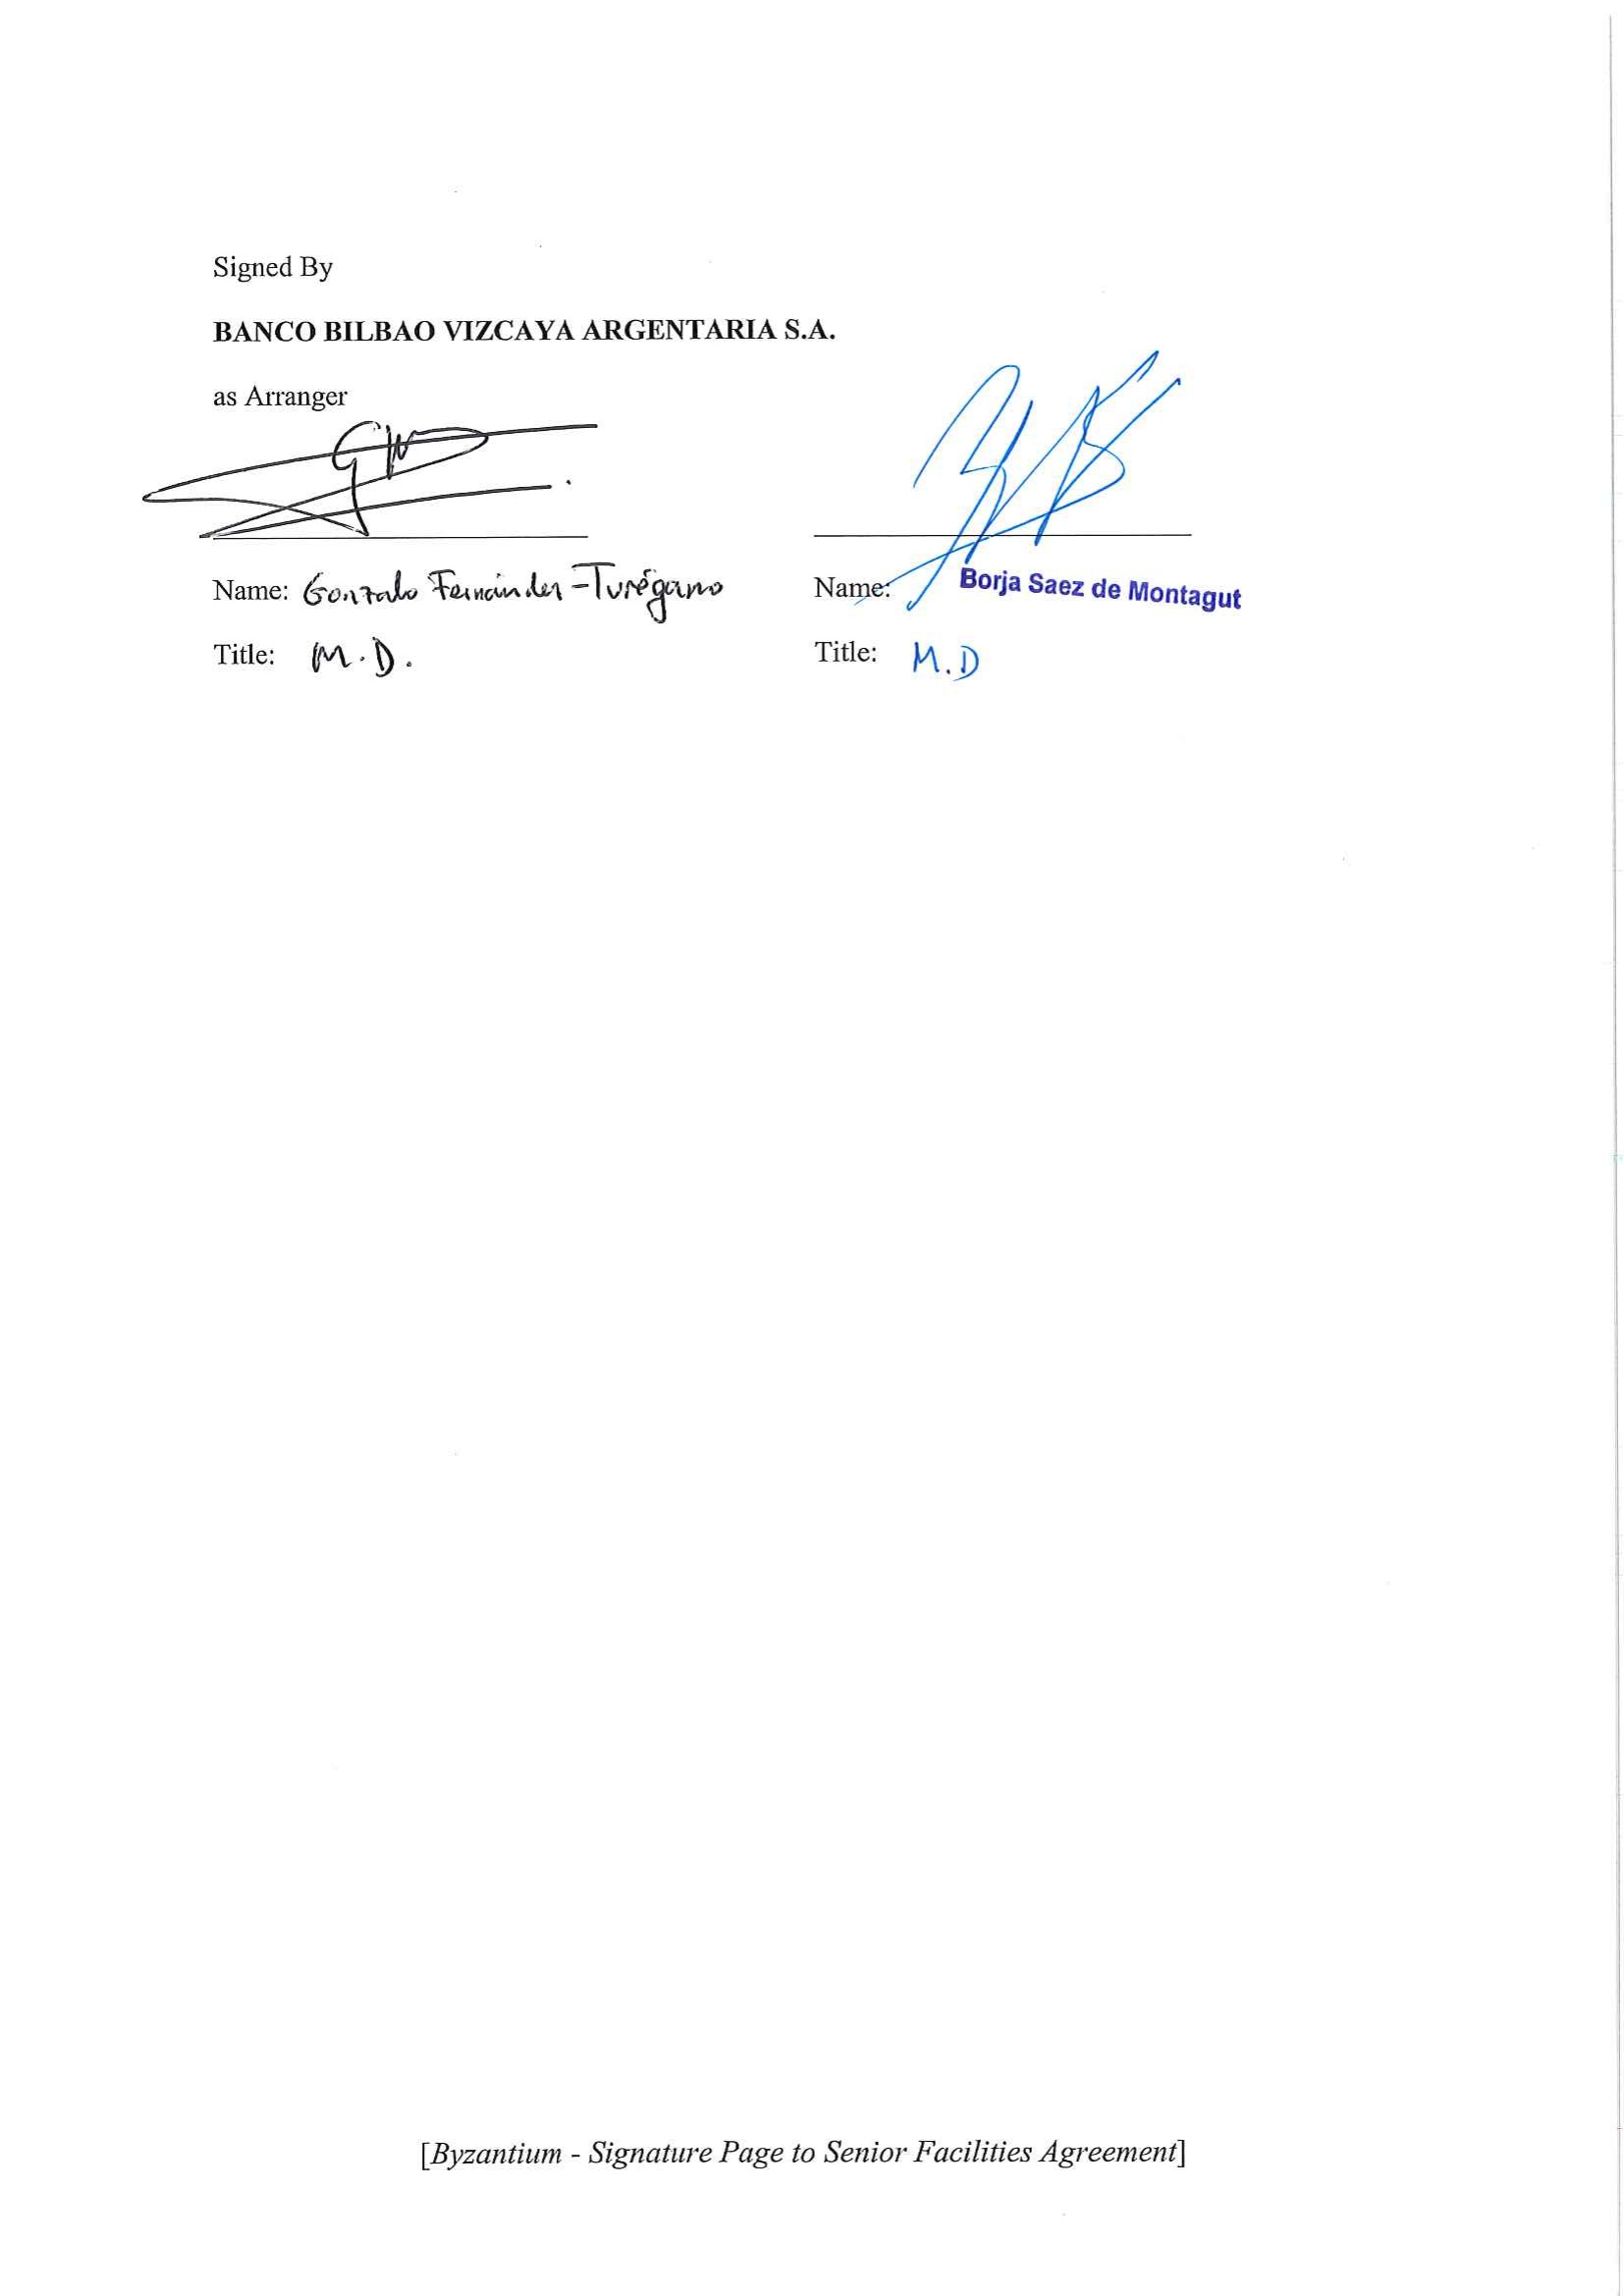 Signed By
BANCO BILBAO VIZCAYA ARGENTARIA S.A.
as Arranger
Name: Gonzalo Fernández-Turégano
Name: Borja Saez de Montagut
Title: M.D.
Title: M.D
[Byzantium - Signature Page to Senior Facilities Agreement]